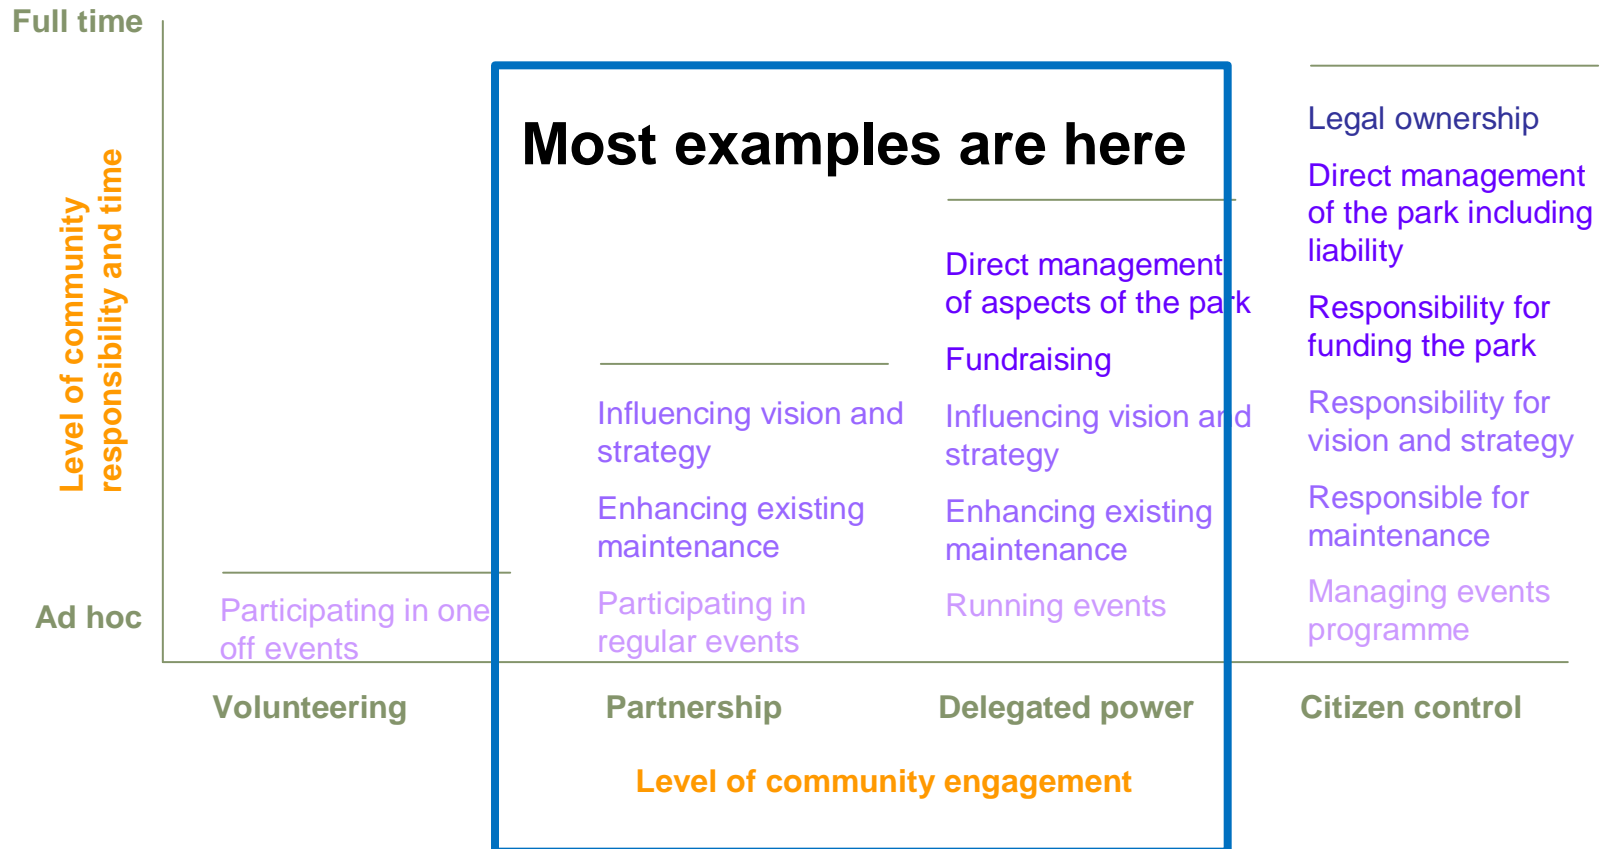 Full time
Level of community
responsibility and time
Ad hoc
Most examples are here
Participating in one
off events
Influencing vision and
strategy
Enhancing existing
maintenance
Participating in
regular events
Direct management
of aspects of the park
Fundraising
Influencing vision and
strategy
Enhancing existing
maintenance
Running events
Legal ownership
Direct management
of the park including
liability
Responsibility for
funding the park
Responsibility for
vision and strategy
Responsible for
maintenance
Managing events
programme
Volunteering
Partnership
Delegated power
Citizen control
Level of community engagement